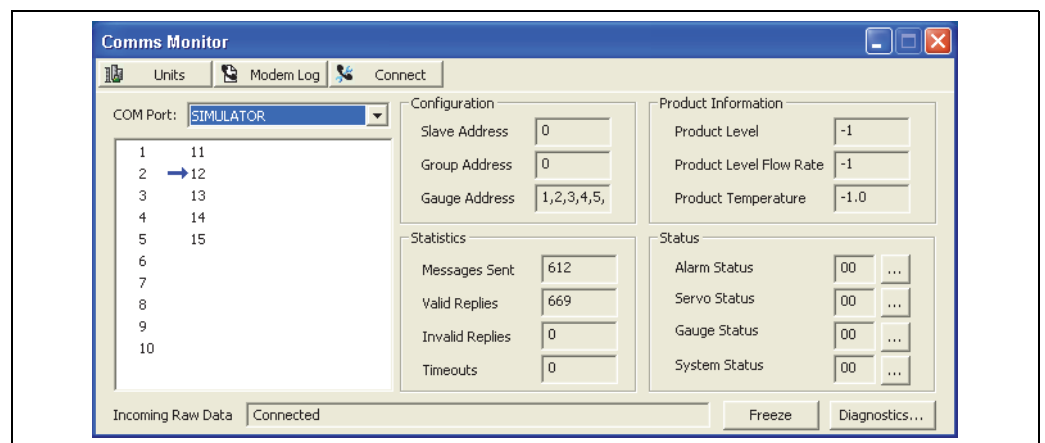 Comms Monitor
Units Modem Log Connect
COM Port: SIMULATOR
1 11
2 12
3 13
4 14
5 15
6
7
8
9
10
Configuration
Slave Address 0
Group Address 0
Gauge Address 1,2,3,4,5,
Product Information
Product Level -1
Product Level Flow Rate -1
Product Temperature -1.0
Statistics
Messages Sent 612
Valid Replies 669
Invalid Replies 0
Timeouts 0
Status
Alarm Status 00 ...
Servo Status 00 ...
Gauge Status 00 ...
System Status 00 ...
Incoming Raw Data Connected Freeze Diagnostics...